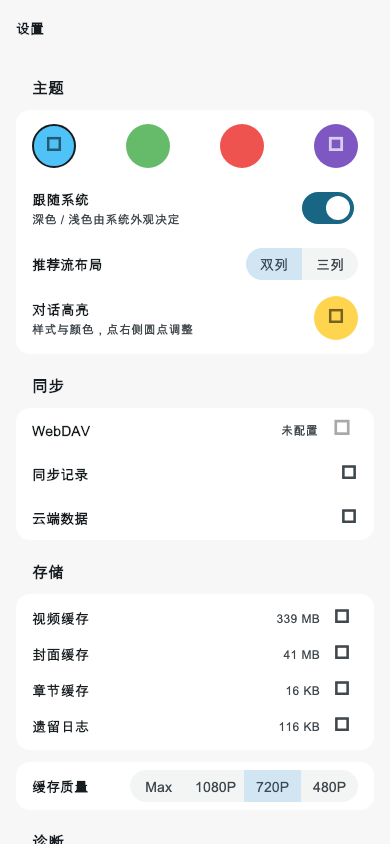 设置
主题
跟随系统
深色 / 浅色由系统外观决定
推荐流布局
双列
三列
对话高亮
样式与颜色，点右侧圆点调整
同步
WebDAV
未配置
同步记录
云端数据
存储
视频缓存
339 MB
封面缓存
41 MB
章节缓存
16 KB
遗留日志
116 KB
缓存质量
Max
1080P
720P
480P
诊断